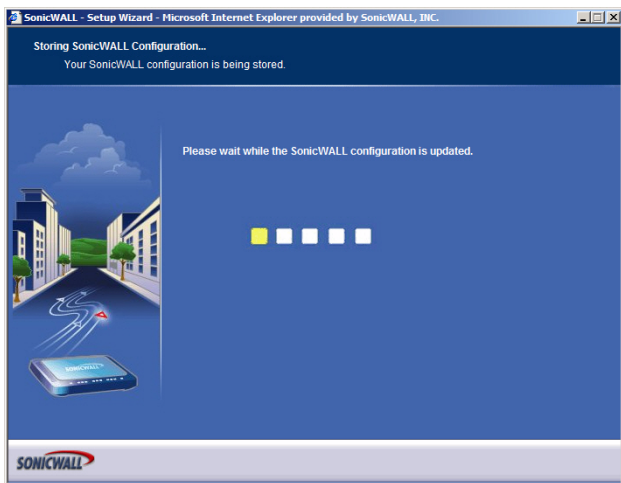 SonicWALL - Setup Wizard - Microsoft Internet Explorer provided by SonicWALL, INC.
Storing SonicWALL Configuration...
Your SonicWALL configuration is being stored.
Please wait while the SonicWALL configuration is updated.
SONICWALL
SONICWALL